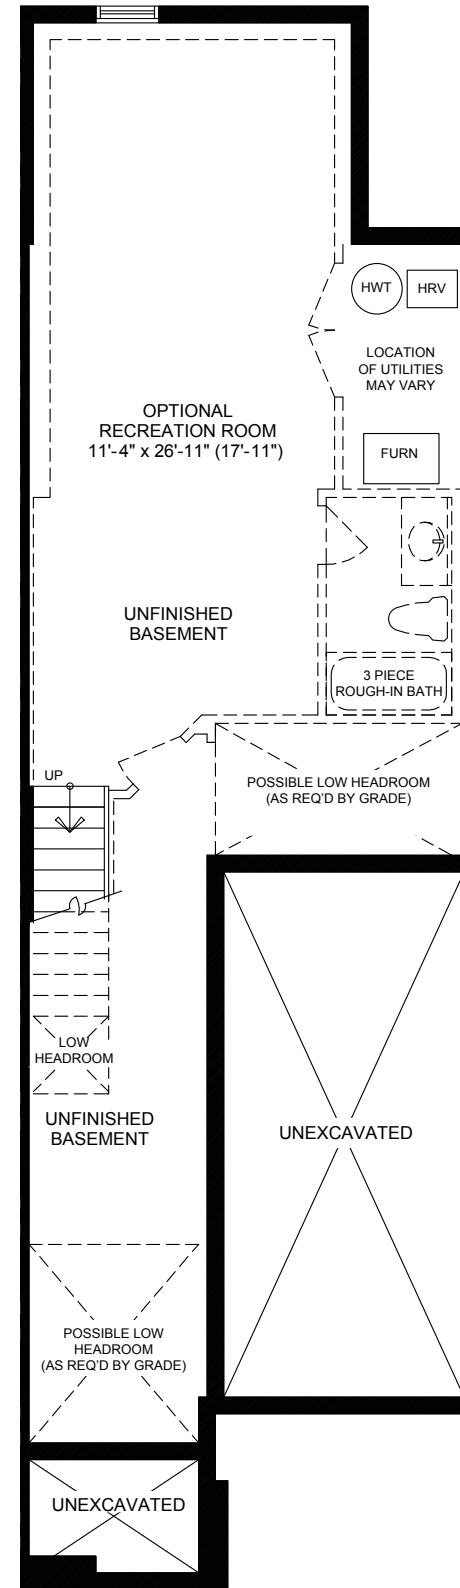 HWT
HRV
LOCATION
OF UTILITIES
MAY VARY
OPTIONAL
RECREATION ROOM
11'-4" x 26'-11" (17'-11")
FURN
UNFINISHED
BASEMENT
3 PIECE
ROUGH-IN BATH
UP
POSSIBLE LOW HEADROOM
(AS REQ'D BY GRADE)
LOW
HEADROOM
UNFINISHED
BASEMENT
UNEXCAVATED
POSSIBLE LOW
HEADROOM
(AS REQ'D BY GRADE)
UNEXCAVATED